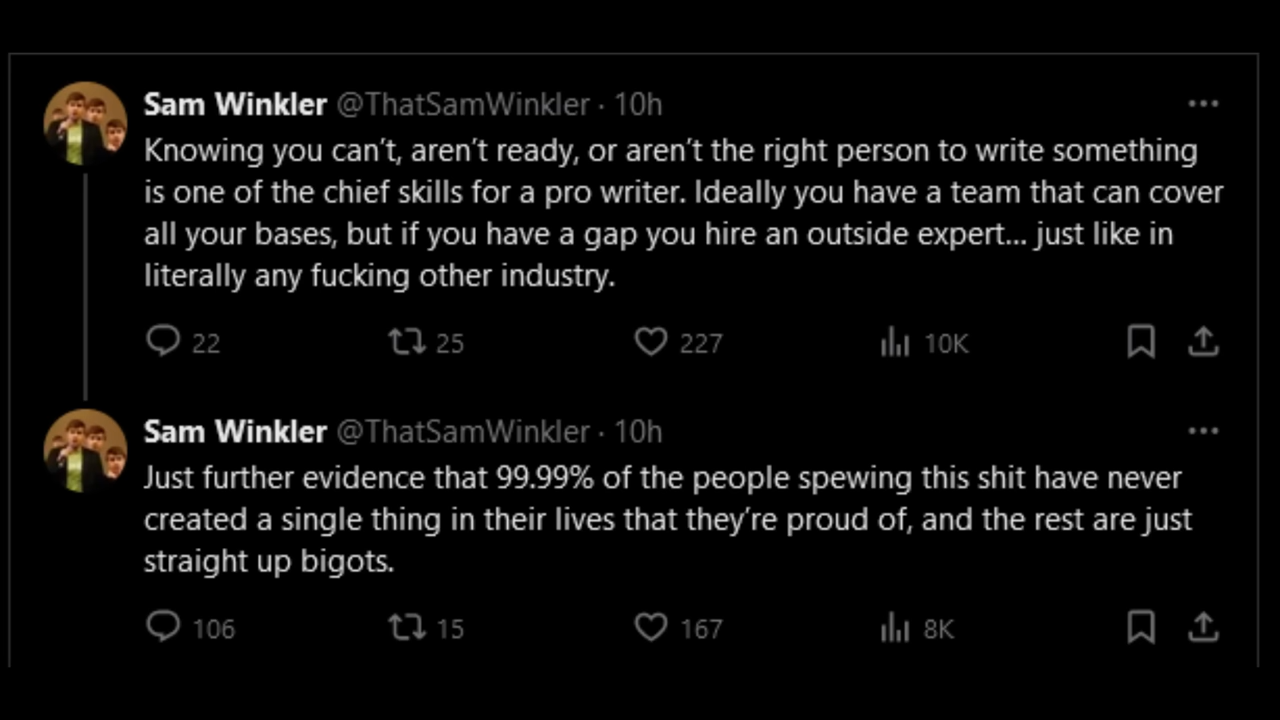 Sam Winkler @ThatSamWinkler · 10h
Knowing you can’t, aren’t ready, or aren’t the right person to write something
is one of the chief skills for a pro writer. Ideally you have a team that can cover
all your bases, but if you have a gap you hire an outside expert... just like in
literally any fucking other industry.
22 25 227 10K
Sam Winkler @ThatSamWinkler · 10h
Just further evidence that 99.99% of the people spewing this shit have never
created a single thing in their lives that they’re proud of, and the rest are just
straight up bigots.
106 15 167 8K